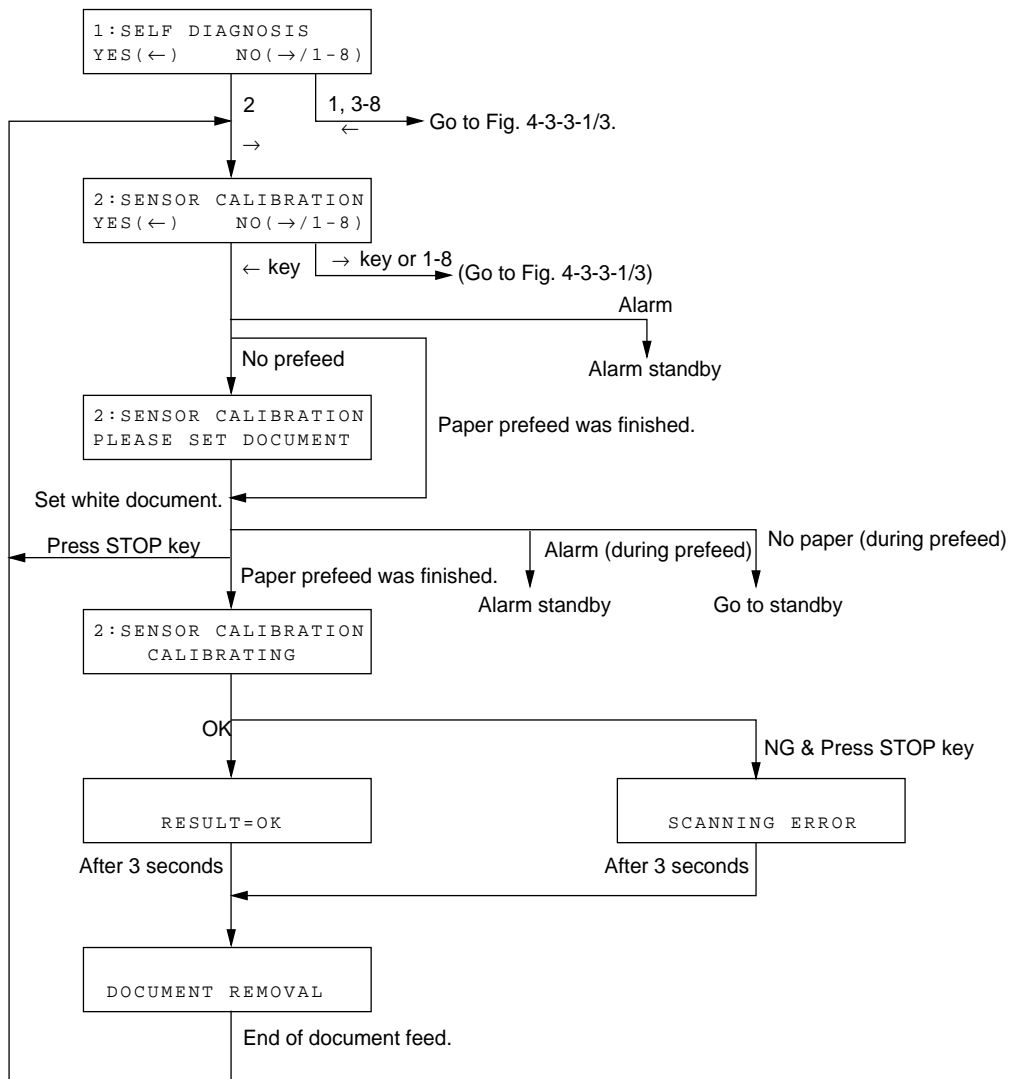 1:SELF DIAGNOSIS
YES(←) NO(→/1-8)
2
1, 3-8
←
Go to Fig. 4-3-3-1/3.
→
2:SENSOR CALIBRATION
YES(←) NO(→/1-8)
← key
→ key or 1-8
(Go to Fig. 4-3-3-1/3)
Alarm
Alarm standby
No prefeed
2:SENSOR CALIBRATION
PLEASE SET DOCUMENT
Paper prefeed was finished.
Set white document.
Press STOP key
Paper prefeed was finished.
Alarm (during prefeed)
No paper (during prefeed)
Alarm standby
Go to standby
2:SENSOR CALIBRATION
CALIBRATING
OK
NG & Press STOP key
RESULT=OK
SCANNING ERROR
After 3 seconds
After 3 seconds
DOCUMENT REMOVAL
End of document feed.